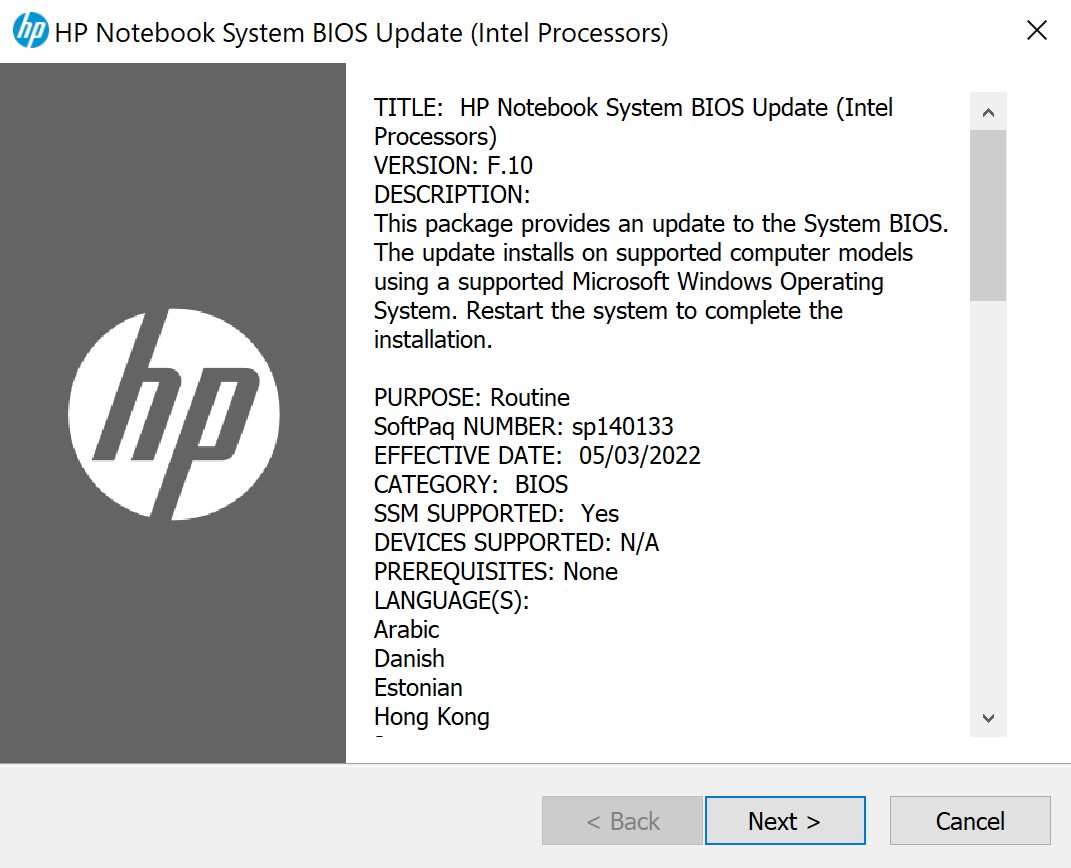 hp HP Notebook System BIOS Update (Intel Processors)
TITLE:  HP Notebook System BIOS Update (Intel
Processors)
VERSION: F.10
DESCRIPTION:
This package provides an update to the System BIOS.
The update installs on supported computer models
using a supported Microsoft Windows Operating
System. Restart the system to complete the
installation.
PURPOSE: Routine
SoftPaq NUMBER: sp140133
EFFECTIVE DATE:  05/03/2022
CATEGORY:  BIOS
SSM SUPPORTED:  Yes
DEVICES SUPPORTED: N/A
PREREQUISITES: None
LANGUAGE(S):
Arabic
Danish
Estonian
Hong Kong
hp
< Back
Next >
Cancel